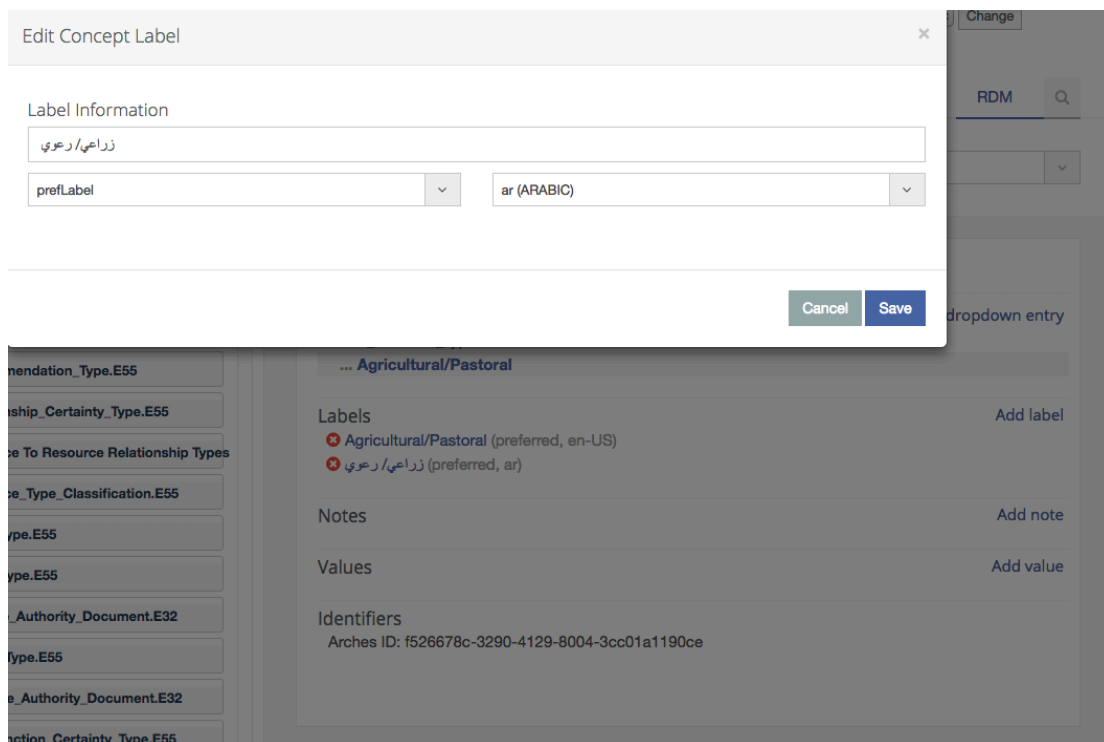 Change
Edit Concept Label
×
RDM
Label Information
زراعي/ رعوي
prefLabel
ar (ARABIC)
Cancel
Save
dropdown entry
mendation_Type.E55
... Agricultural/Pastoral
nship_Certainty_Type.E55
Labels
Add label
Agricultural/Pastoral (preferred, en-US)
ce To Resource Relationship Types
زراعي/ رعوي (preferred, ar)
ce_Type_Classification.E55
Notes
Add note
ype.E55
Values
Add value
ype.E55
_Authority_Document.E32
Identifiers
Arches ID: f526678c-3290-4129-8004-3cc01a1190ce
Type.E55
e_Authority_Document.E32
nction_Certainty_Type.E55